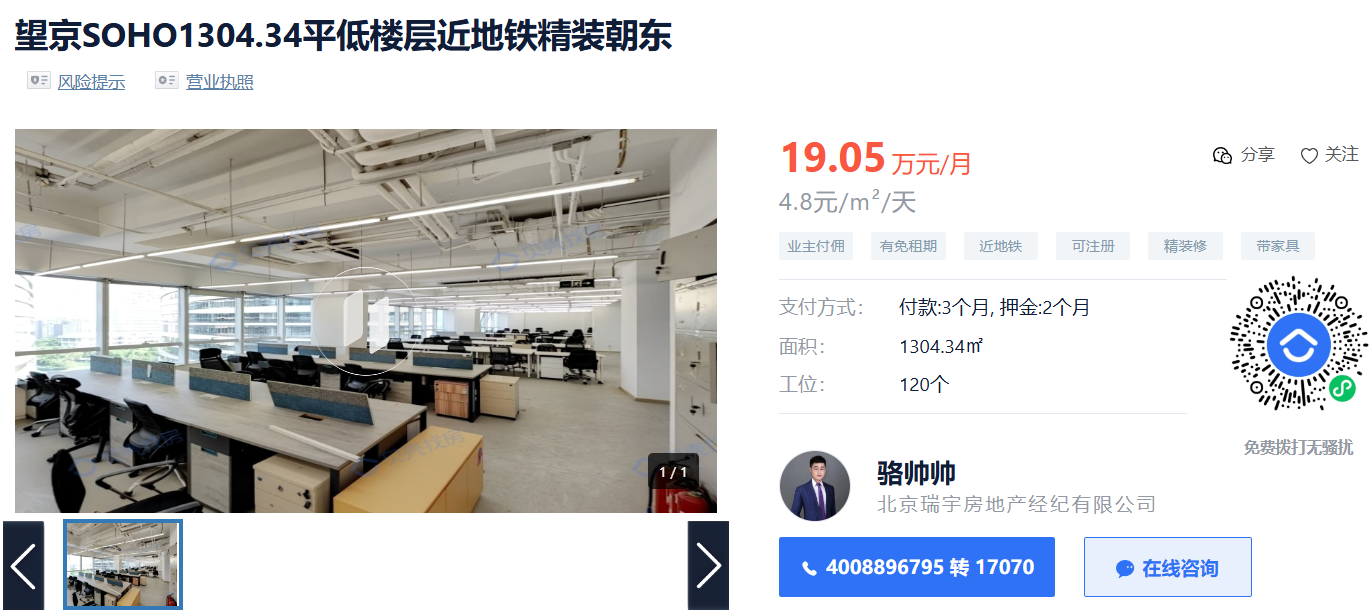 望京SOHO1304.34平低楼层近地铁精装朝东
风险提示 营业执照
19.05 万元/月
分享 关注
4.8元/m²/天
业主付佣 有免租期 近地铁 可注册 精装修 带家具
支付方式： 付款:3个月, 押金:2个月
面积： 1304.34㎡
工位： 120个
免费拨打无骚扰
1 / 1
骆帅帅
北京瑞宇房地产经纪有限公司
4008896795 转 17070
在线咨询